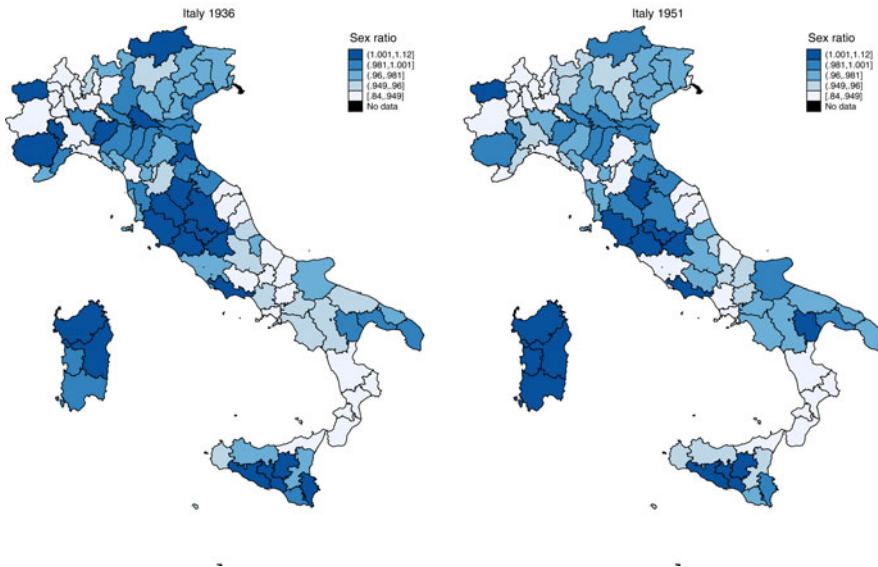 Italy 1936
Sex ratio
(1.001,1.12]
(.981,1.001]
(.96,.981]
(.949,.96]
[.84,.949]
No data
Italy 1951
Sex ratio
(1.001,1.12]
(.981,1.001]
(.96,.981]
(.949,.96]
[.84,.949]
No data